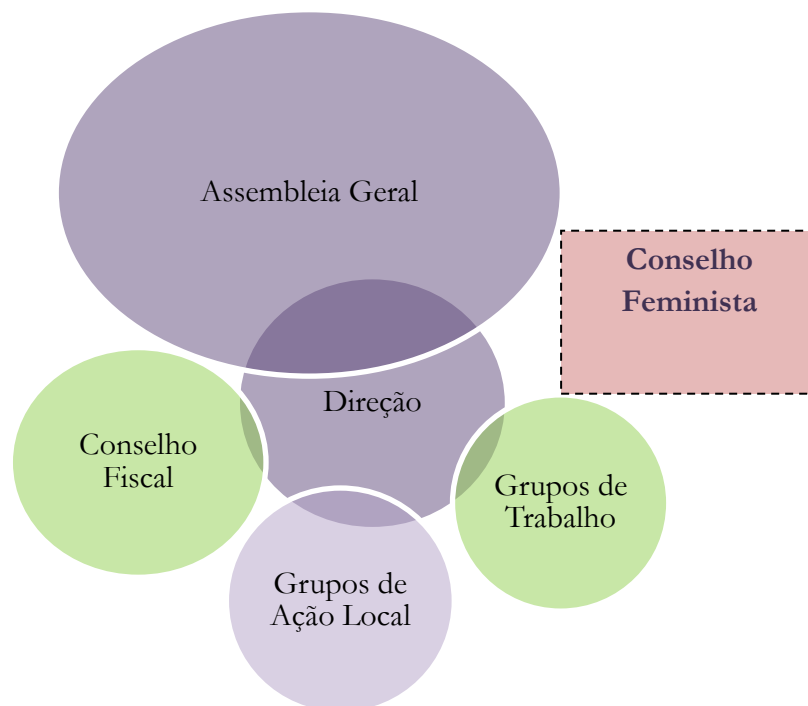 Assembleia Geral
Conselho
Feminista
Direção
Conselho
Fiscal
Grupos de
Trabalho
Grupos de
Ação Local